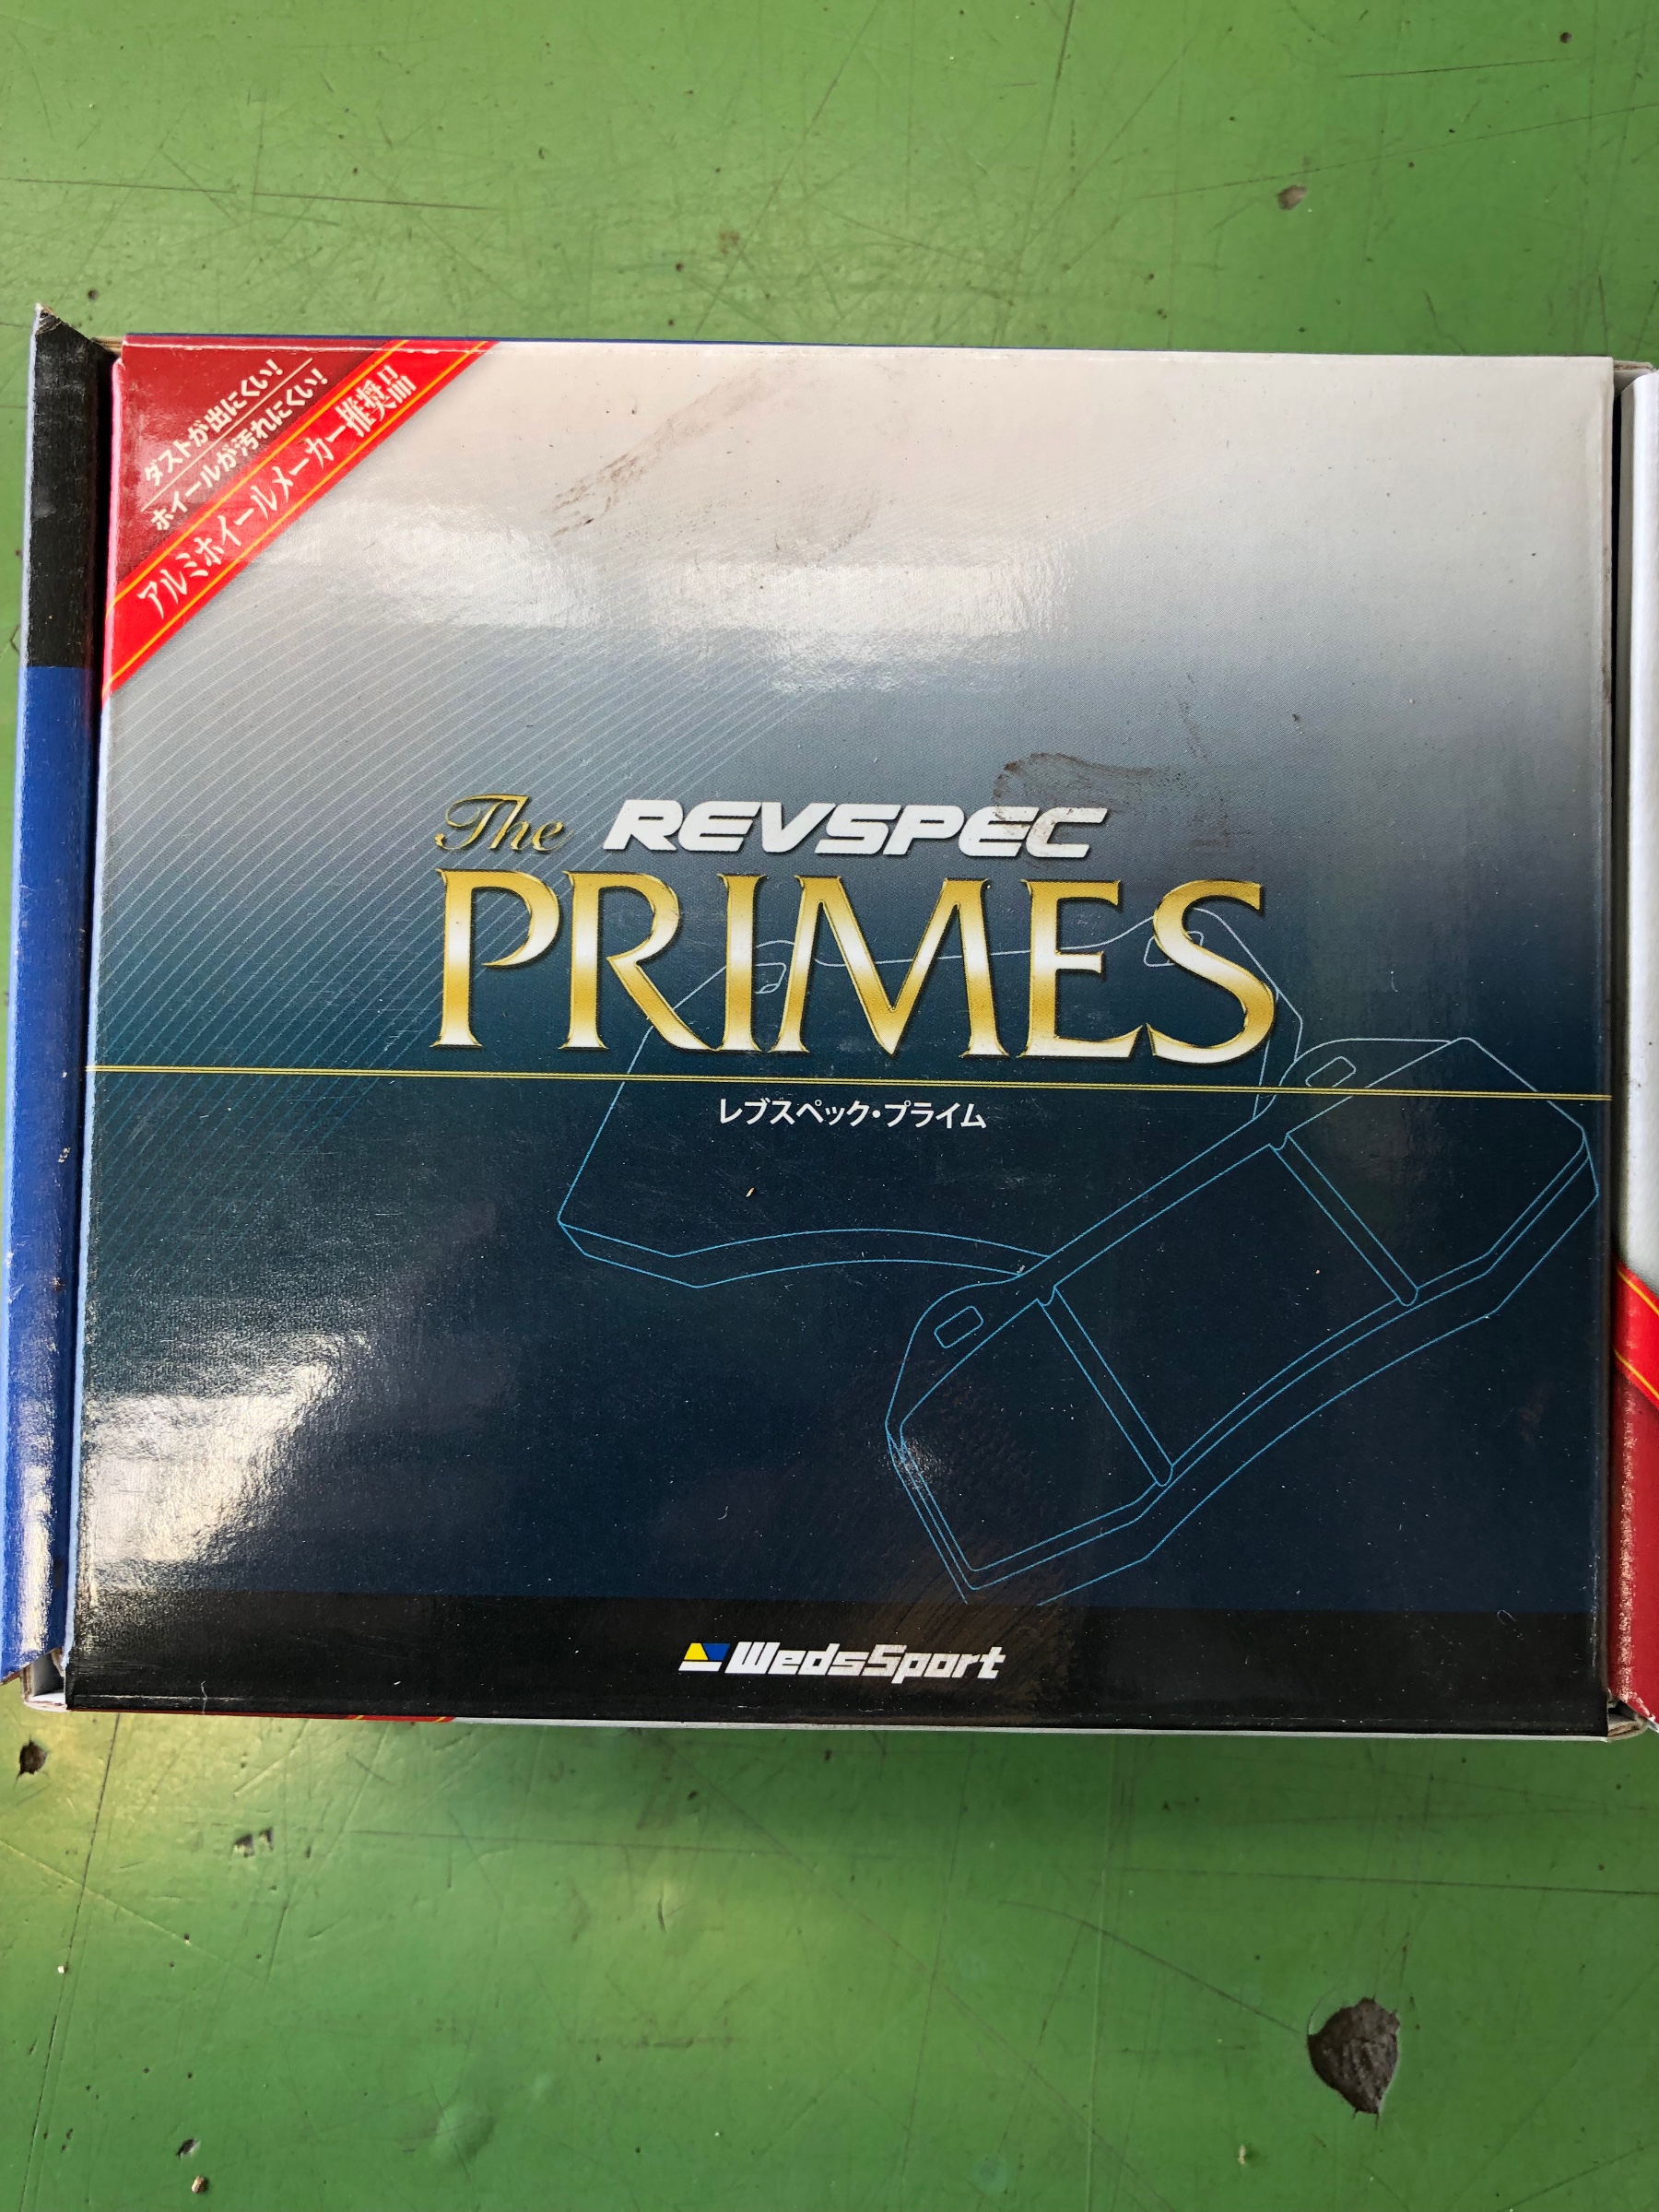 ダストが出にくい!
ホイールが汚れにくい!
アルミホイールメーカー推奨品
The REVSPEC
PRIMES
レブスペック・プライム
WedsSport